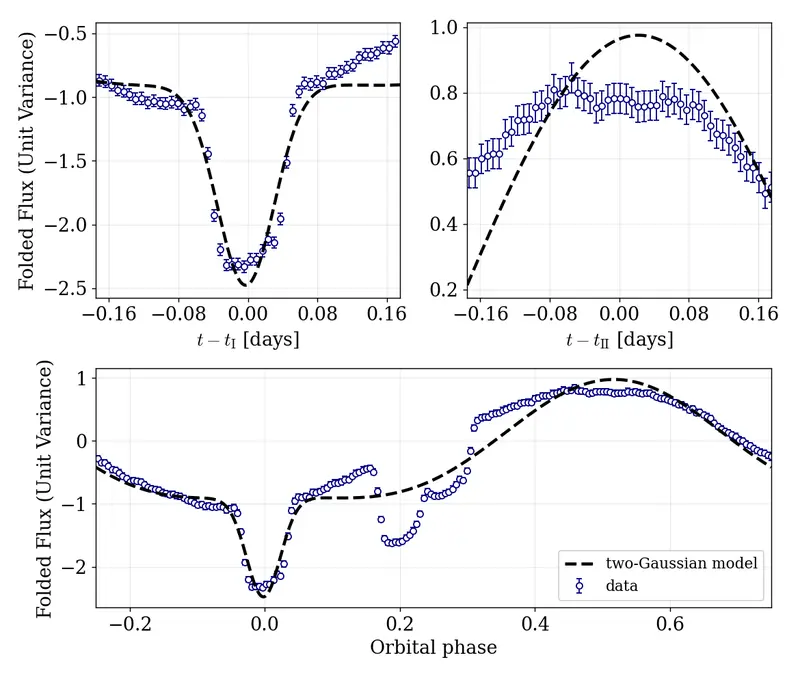 Folded Flux (Unit Variance)
−0.5
−1.0
−1.5
−2.0
−2.5
−0.16 −0.08 0.00 0.08 0.16
t − t_I [days]
1.0
0.8
0.6
0.4
0.2
−0.16 −0.08 0.00 0.08 0.16
t − t_II [days]
Folded Flux (Unit Variance)
1
0
−1
−2
−0.2 0.0 0.2 0.4 0.6
Orbital phase
two-Gaussian model
data